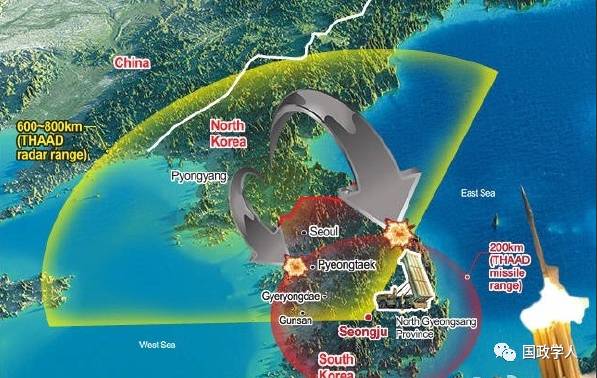 China
600~800km
(THAAD
radar range)
North
Korea
Pyongyang
East Sea
Seoul
Pyeongtaek
200km
(THAAD
missile
range)
Gyeryongdae
Gunsan
Seongju
North Gyeongsang
Province
West Sea
South
Korea
国政学人